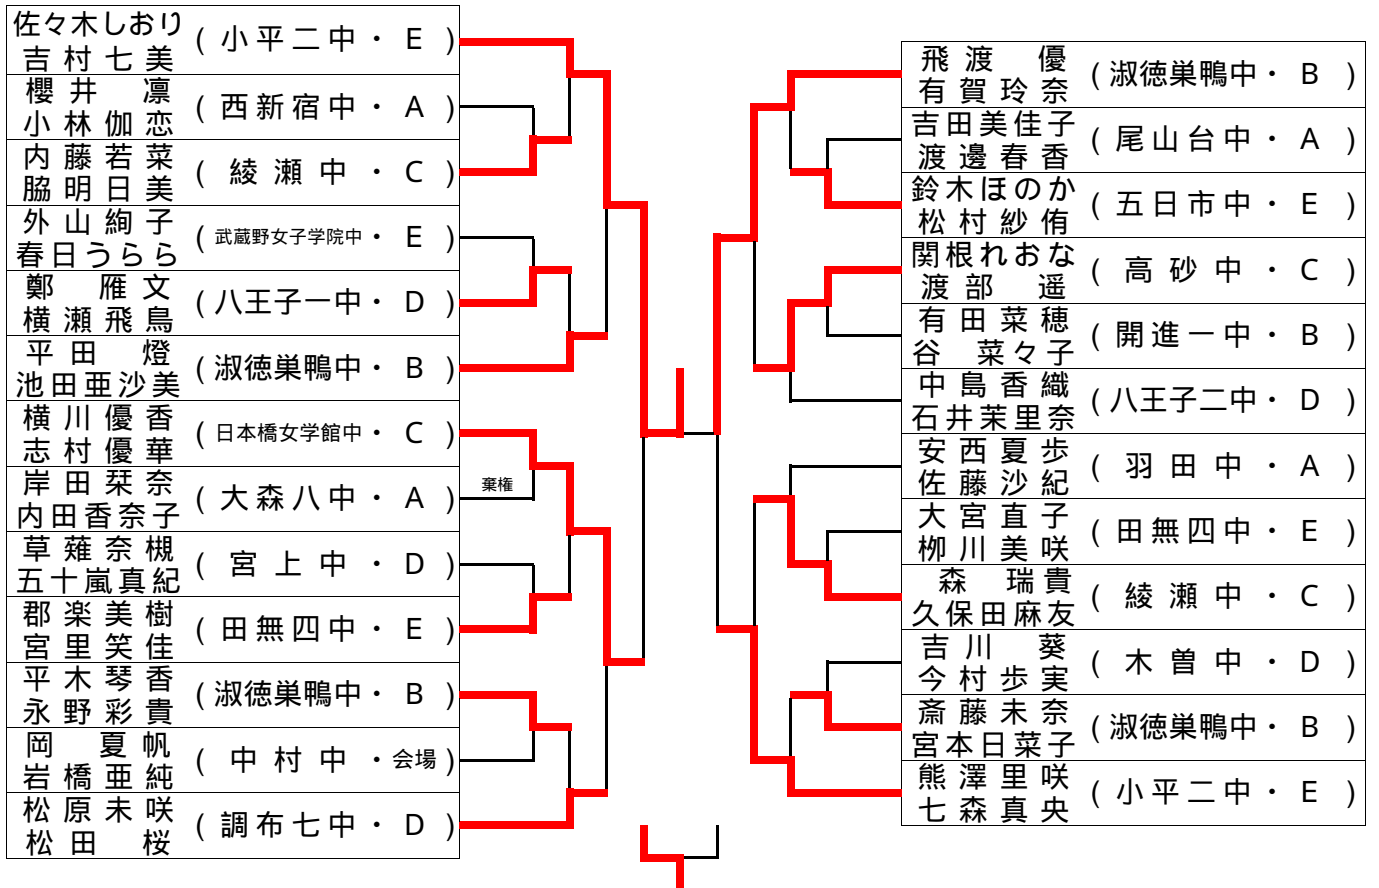 佐々木しおり
吉村七美
(小平二中・E)
櫻井 凛
小林伽恋
(西新宿中・A)
内藤若菜
脇明日美
(綾瀬中・C)
外山絢子
春日うらら
(武蔵野女子学院中・E)
鄭 雁文
横瀬飛鳥
(八王子一中・D)
平田 燈
池田亜沙美
(淑徳巣鴨中・B)
横川優香
志村優華
(日本橋女学館中・C)
岸田栞奈
内田香奈子
(大森八中・A)
棄権
草薙奈槻
五十嵐真紀
(宮上中・D)
郡楽美樹
宮里笑佳
(田無四中・E)
平木琴香
永野彩貴
(淑徳巣鴨中・B)
岡 夏帆
岩橋亜純
(中村中・会場)
松原未咲
松田 桜
(調布七中・D)
飛渡 優
有賀玲奈
(淑徳巣鴨中・B)
吉田美佳子
渡邊春香
(尾山台中・A)
鈴木ほのか
松村紗侑
(五日市中・E)
関根れおな
渡部 遥
(高砂中・C)
有田菜穂
谷 菜々子
(開進一中・B)
中島香織
石井茉里奈
(八王子二中・D)
安西夏歩
佐藤沙紀
(羽田中・A)
大宮直子
栁川美咲
(田無四中・E)
森 瑞貴
久保田麻友
(綾瀬中・C)
吉川 葵
今村歩実
(木曽中・D)
斎藤未奈
宮本日菜子
(淑徳巣鴨中・B)
熊澤里咲
七森真央
(小平二中・E)